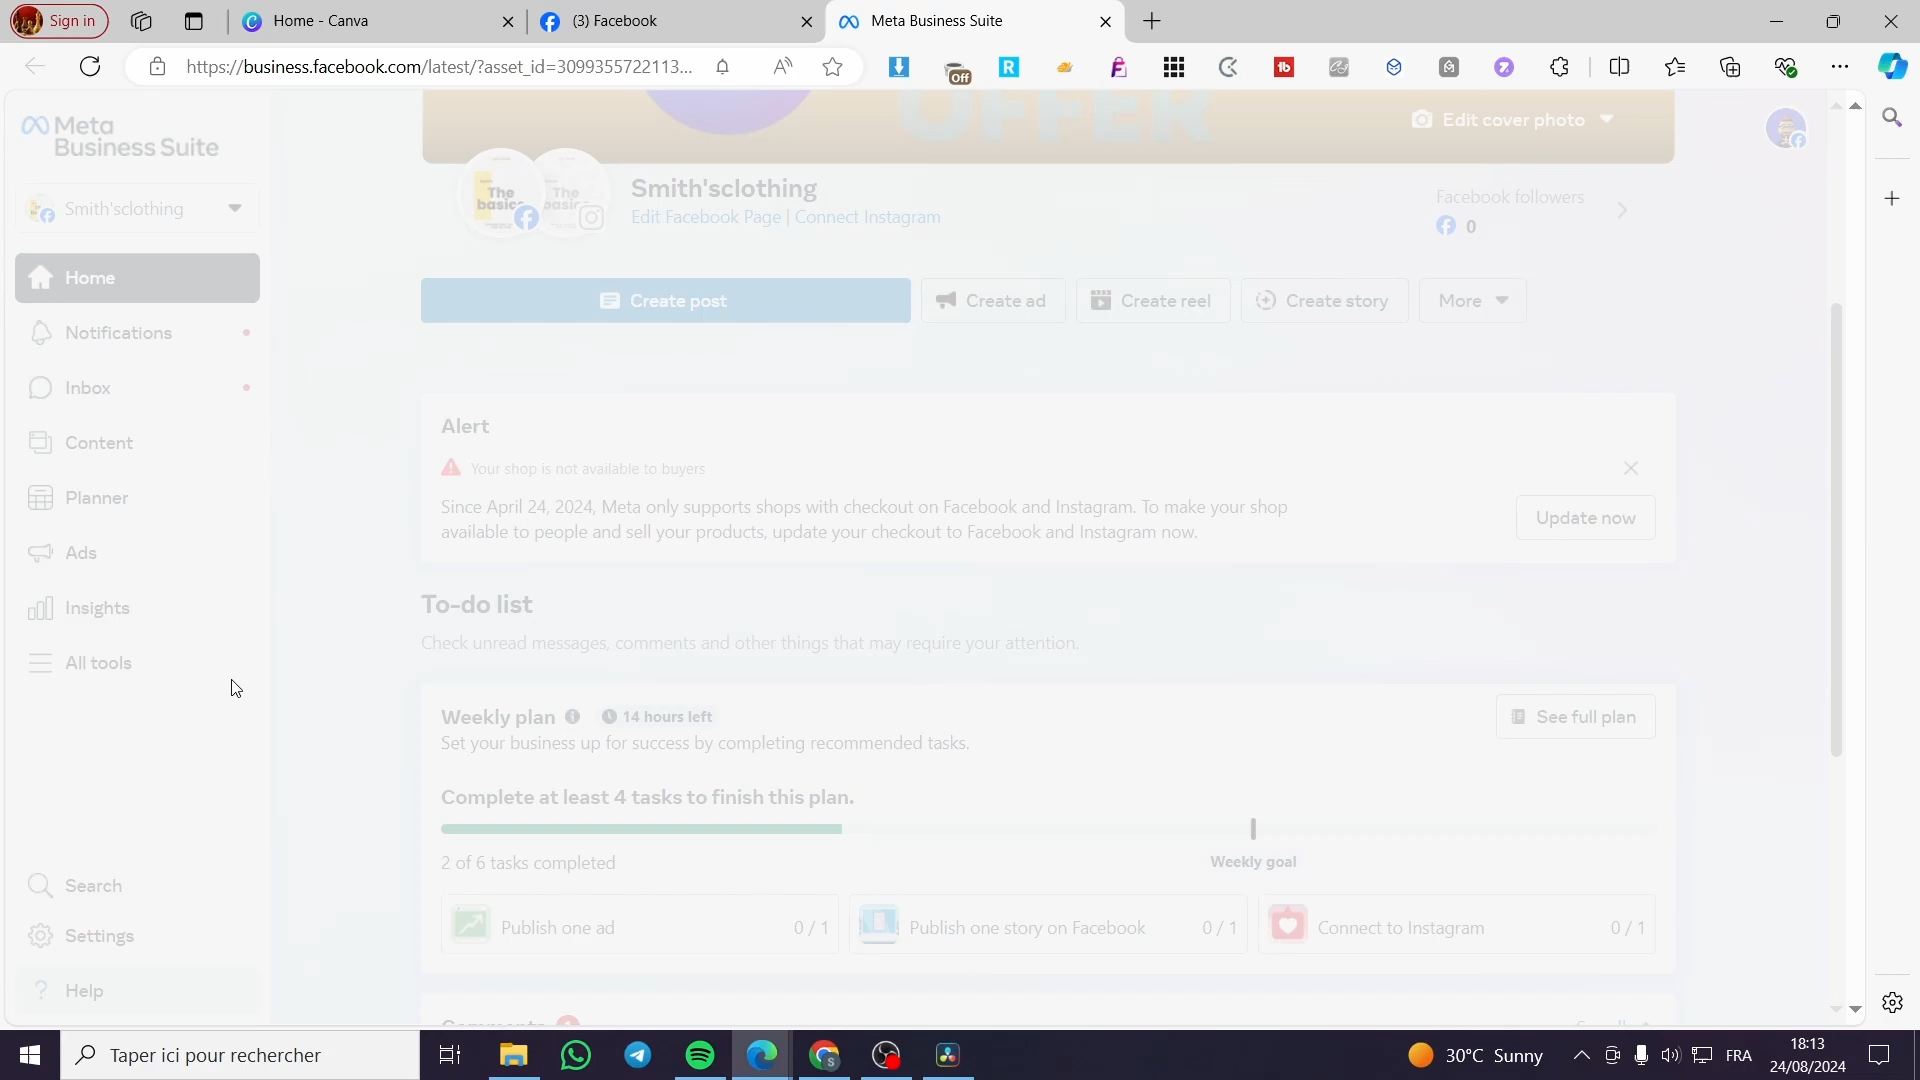 Sign in
Home - Canva
(3) Facebook
Meta Business Suite
https://business.facebook.com/latest/?asset_id=3099355722113...
Off
Meta
Business Suite
OFFER
Edit cover photo
Smith'sclothing
The
basic
Smith'sclothing
Edit Facebook Page | Connect Instagram
Facebook followers
0
Home
Notifications
Inbox
Content
Planner
Ads
Insights
All tools
Search
Settings
Help
Create post
Create ad
Create reel
Create story
More
Alert
Your shop is not available to buyers
Since April 24, 2024, Meta only supports shops with checkout on Facebook and Instagram. To make your shop
available to people and sell your products, update your checkout to Facebook and Instagram now.
Update now
To-do list
Check unread messages, comments and other things that may require your attention.
Weekly plan
14 hours left
See full plan
Set your business up for success by completing recommended tasks.
Complete at least 4 tasks to finish this plan.
2 of 6 tasks completed
Weekly goal
Publish one ad
0 / 1
Publish one story on Facebook
0 / 1
Connect to Instagram
0 / 1
Taper ici pour rechercher
30°C Sunny
FRA
18:13
24/08/2024